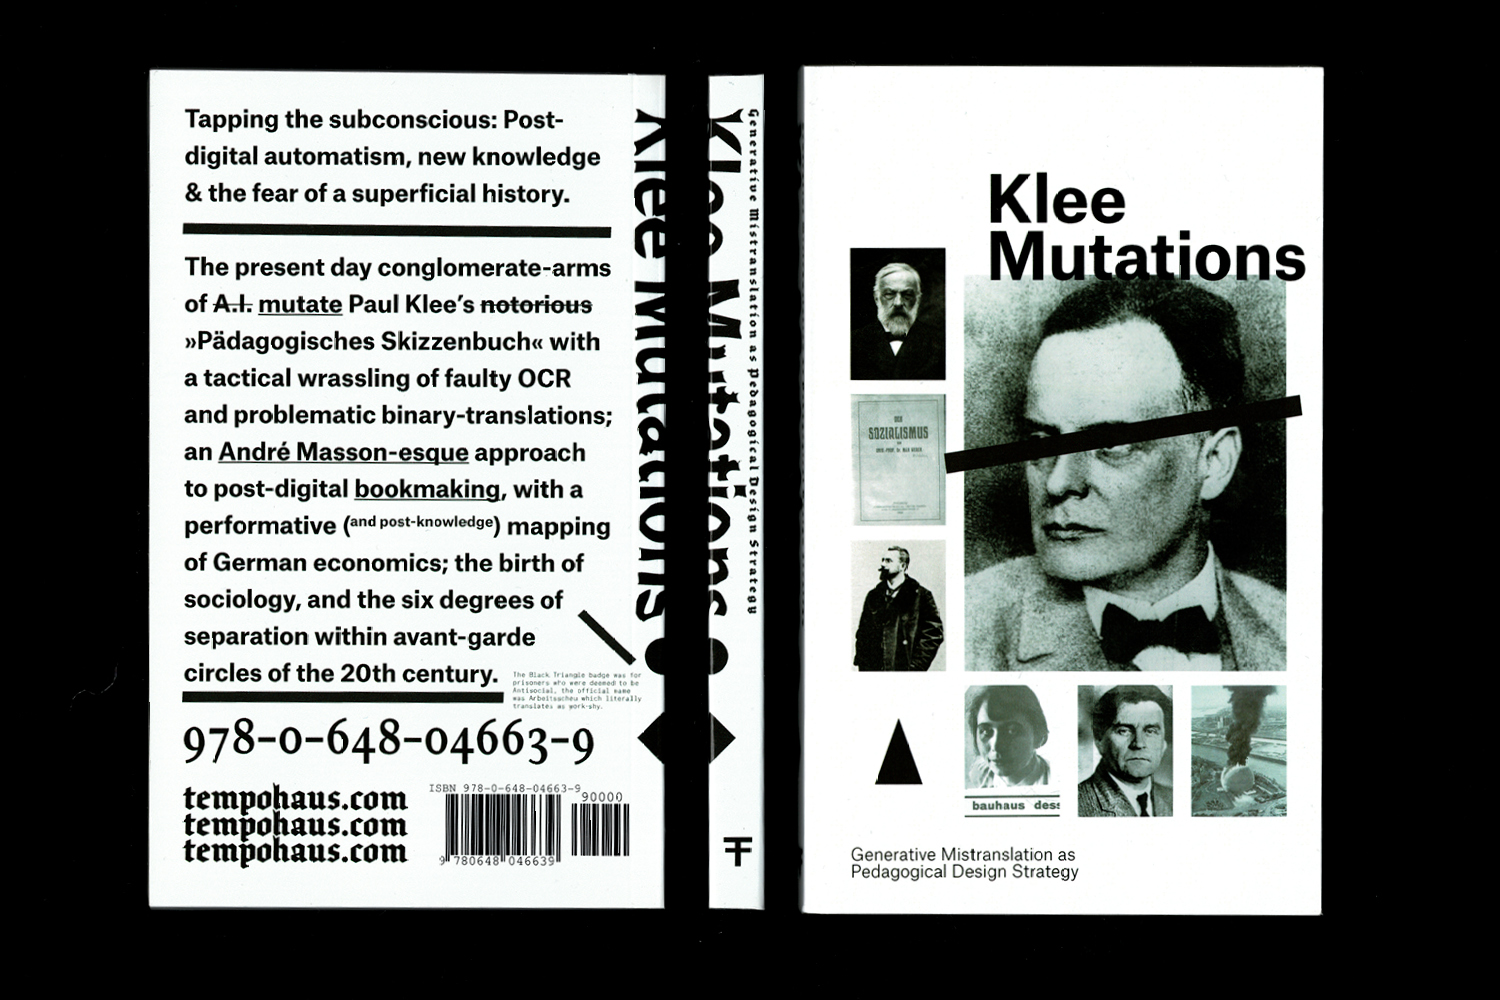 Tapping the subconscious: Post-
digital automatism, new knowledge
& the fear of a superficial history.
The present day conglomerate-arms
of A.I. mutate Paul Klee’s notorious
»Pädagogisches Skizzenbuch« with
a tactical wrassling of faulty OCR
and problematic binary-translations;
an André Masson-esque approach
to post-digital bookmaking, with a
performative (and post-knowledge) mapping
of German economics; the birth of
sociology, and the six degrees of
separation within avant-garde
circles of the 20th century.
The Black Triangle badge was for
prisoners who were deemed to be
Antisocial, the official name
was Arbeitsscheu which literally
translates as work-shy.
978-0-648-04663-9
tempohaus.com
tempohaus.com
tempohaus.com
ISBN 978-0-648-04663-9
90000
9 780648 046639
Klee Mutations
Klee Mutations
Generative Mistranslation as Pedagogical Design Strategy
Klee
Mutations
DER
SOZIALISMUS
bauhaus dess
Generative Mistranslation as
Pedagogical Design Strategy